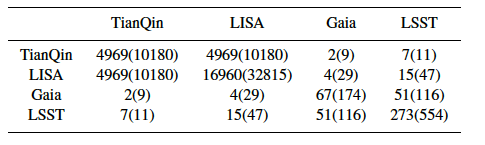 TianQin LISA Gaia LSST
TianQin 4969(10180) 4969(10180) 2(9) 7(11)
LISA 4969(10180) 16960(32815) 4(29) 15(47)
Gaia 2(9) 4(29) 67(174) 51(116)
LSST 7(11) 15(47) 51(116) 273(554)